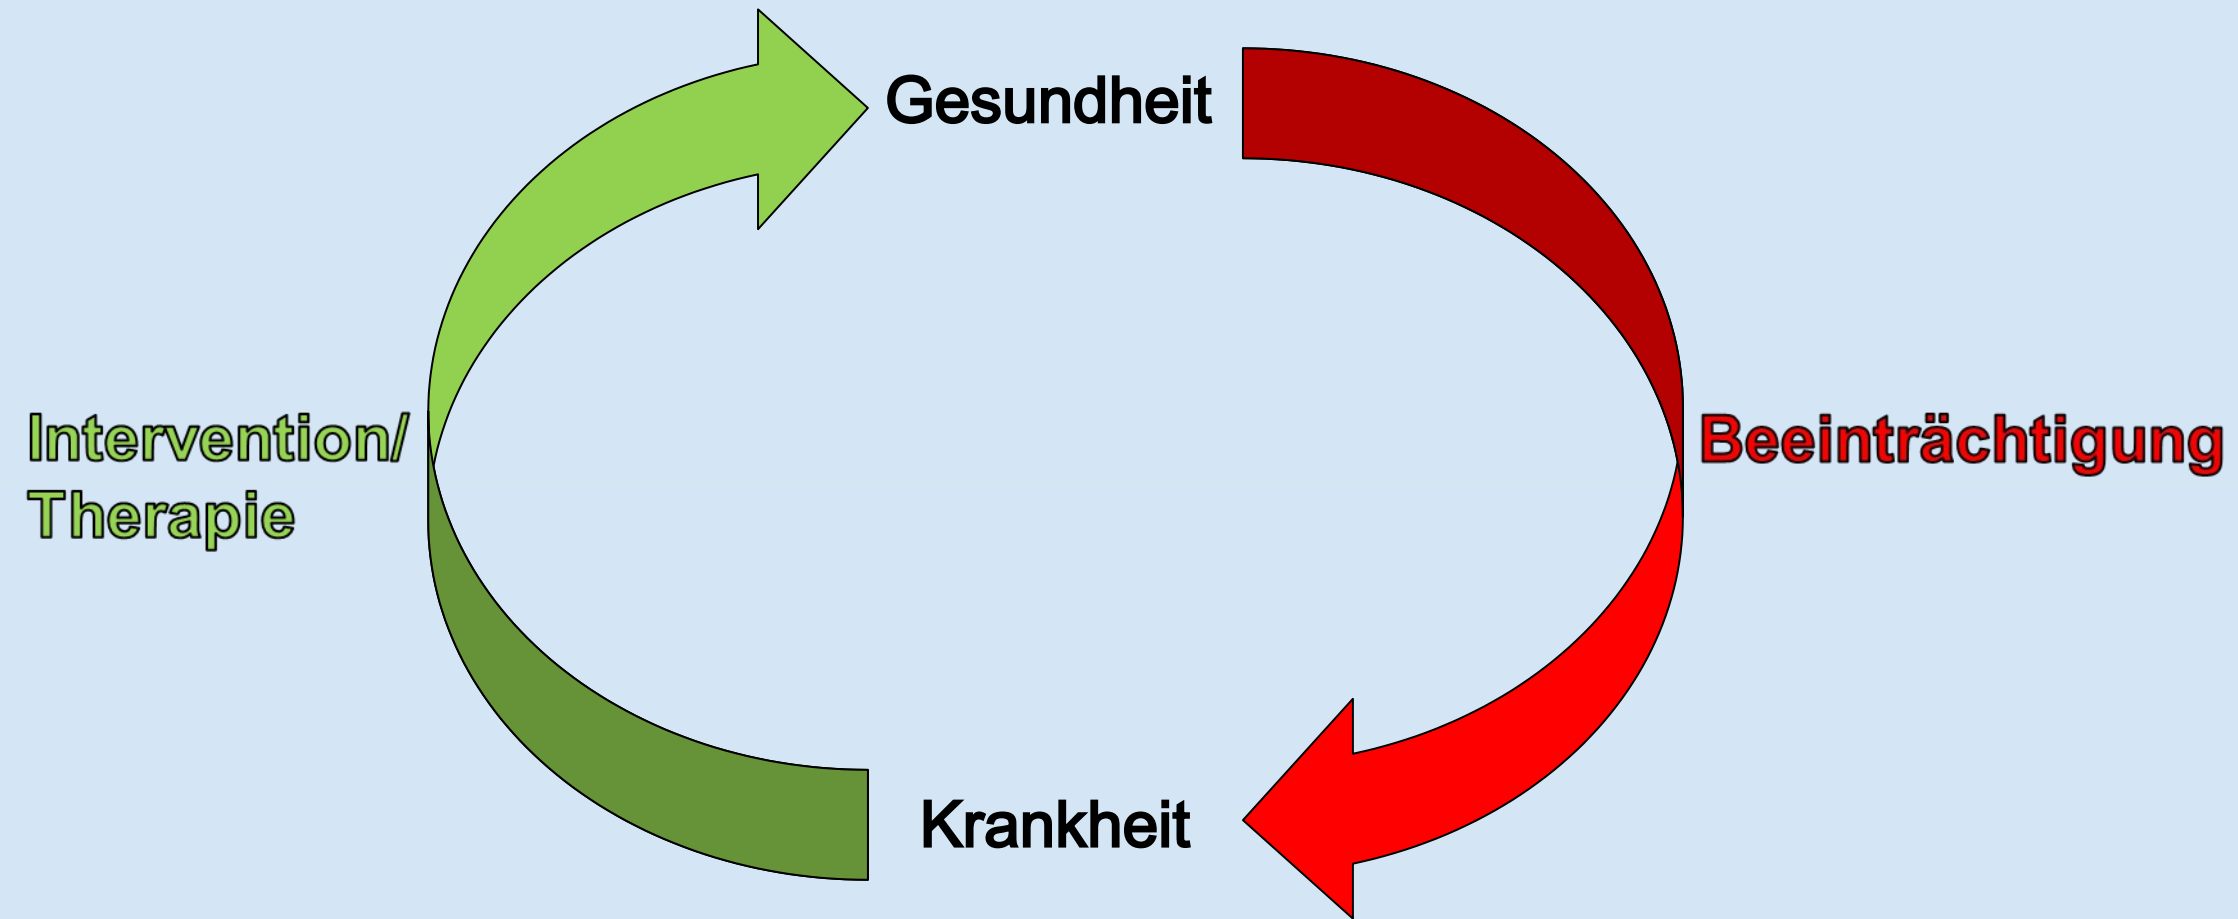 Gesundheit
Intervention/
Therapie
Beeinträchtigung
Krankheit